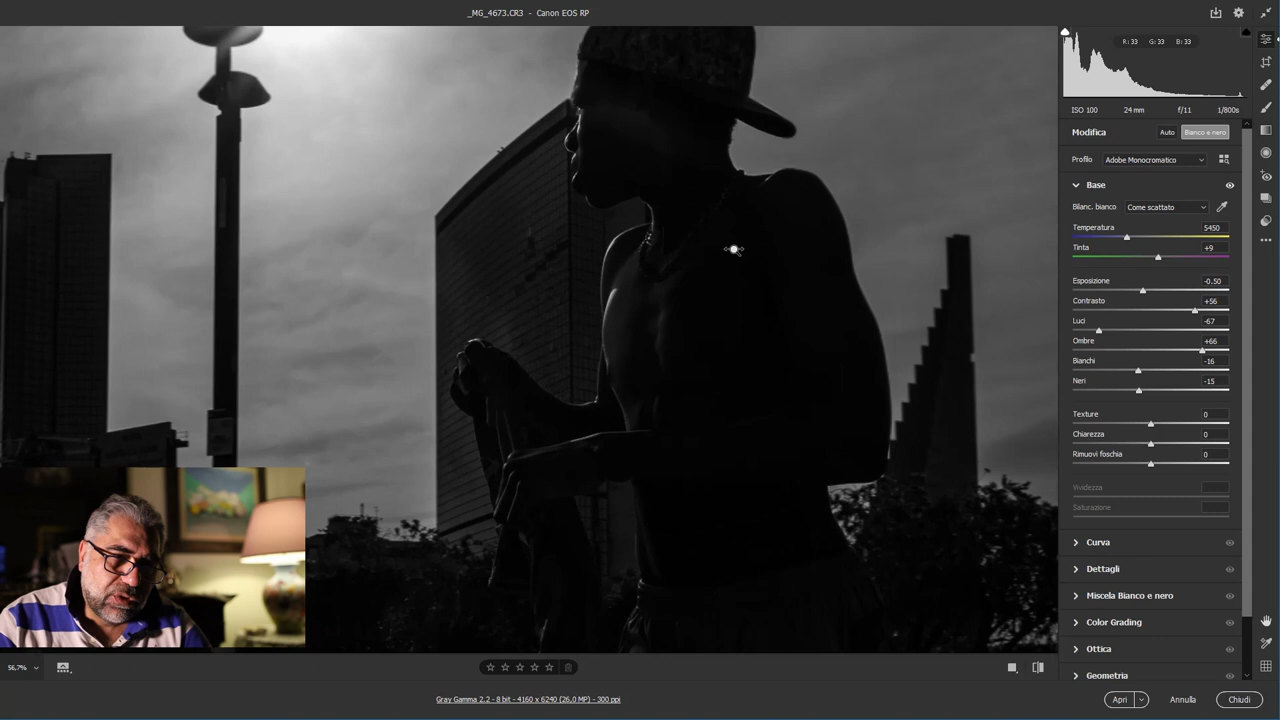 _MG_4673.CR3 - Canon EOS RP
R: 33 G: 33 B: 33
ISO 100 24 mm f/11 1/800s
Modifica Auto Bianco e nero
Profilo Adobe Monocromatico
Base
Bilanc. bianco Come scattato
Temperatura 5450
Tinta +9
Esposizione -0.50
Contrasto +56
Luci -67
Ombre +66
Bianchi -16
Neri -15
Texture 0
Chiarezza 0
Rimuovi foschia 0
Vividezza
Saturazione
Curva
Dettagli
Miscela Bianco e nero
Color Grading
Ottica
Geometria
56,7%
Gray Gamma 2.2 - 8 bit - 4160 x 6240 (26,0 MP) - 300 ppi
Apri Annulla Chiudi